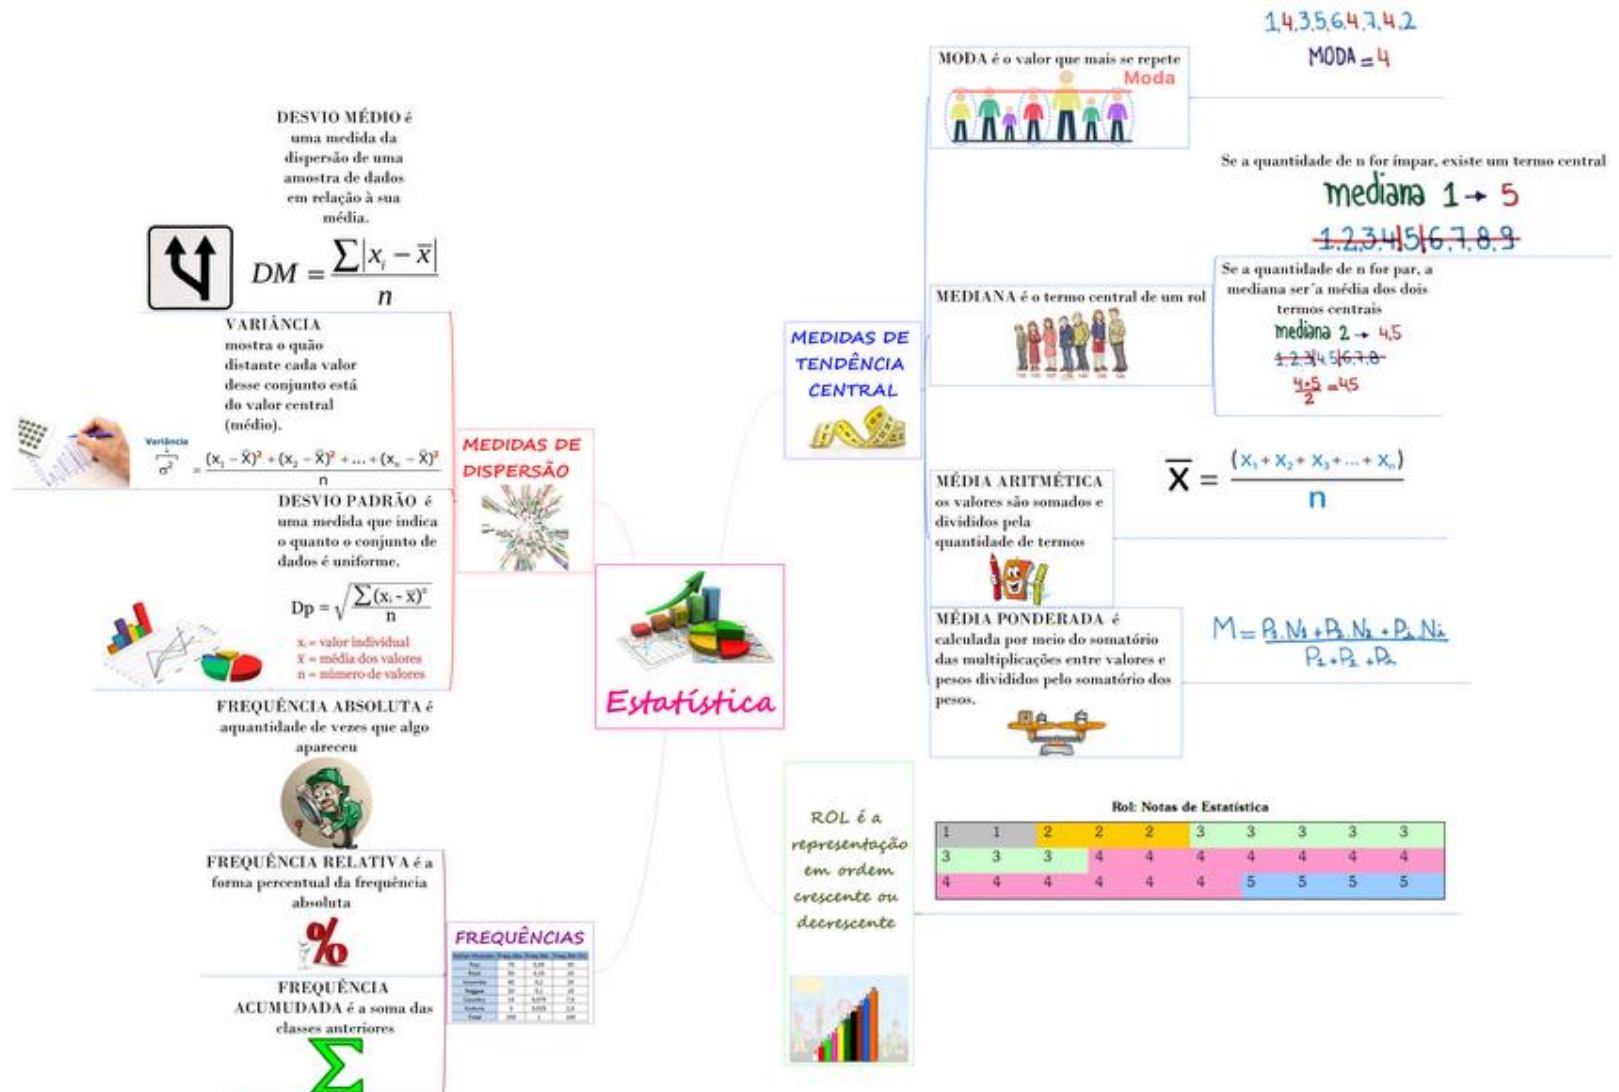 1,4,3,5,6,4,7,4,2
MODA = 4
MODA é o valor que mais se repete
Moda
Se a quantidade de n for ímpar, existe um termo central
mediana 1 → 5
1,2,3,4|5|6,7,8,9
MEDIANA é o termo central de um rol
Se a quantidade de n for par, a
mediana ser´a média dos dois
termos centrais
mediana 2 → 4,5
1,2,3|4,5|6,7,8
4+5
2
=4,5
MEDIDAS DE
TENDÊNCIA
CENTRAL
MÉDIA ARITMÉTICA
os valores são somados e
divididos pela
quantidade de termos
X̅ = (x₁ + x₂ + x₃ +...+ xₙ)
n
MÉDIA PONDERADA é
calculada por meio do somatório
das multiplicações entre valores e
pesos divididos pelo somatório dos
pesos.
DESVIO MÉDIO é
uma medida da
dispersão de uma
amostra de dados
em relação à sua
média.
DM = ∑|xᵢ − x̅|
n
VARIÂNCIA
mostra o quão
distante cada valor
desse conjunto está
do valor central
(médio).
Variância
σ² = (x₁ − X̅)² + (x₂ − X̅)² + ... + (xₙ − X̅)²
n
MEDIDAS DE
DISPERSÃO
DESVIO PADRÃO é
uma medida que indica
o quanto o conjunto de
dados é uniforme.
Dp = √ ∑(xᵢ - x̅)²
n
xᵢ = valor individual
x̅ = média dos valores
n = número de valores
Estatística
FREQUÊNCIA ABSOLUTA é
aquantidade de vezes que algo
apareceu
FREQUÊNCIA RELATIVA é a
forma percentual da frequência
absoluta
%
FREQUÊNCIAS
FREQUÊNCIA
ACUMUDADA é a soma das
classes anteriores
Σ
ROL é a
representação
em ordem
crescente ou
decrescente
Rol: Notas de Estatística
1 1 2 2 2 3 3 3 3 3
3 3 3 4 4 4 4 4 4 4
4 4 4 4 4 4 5 5 5 5